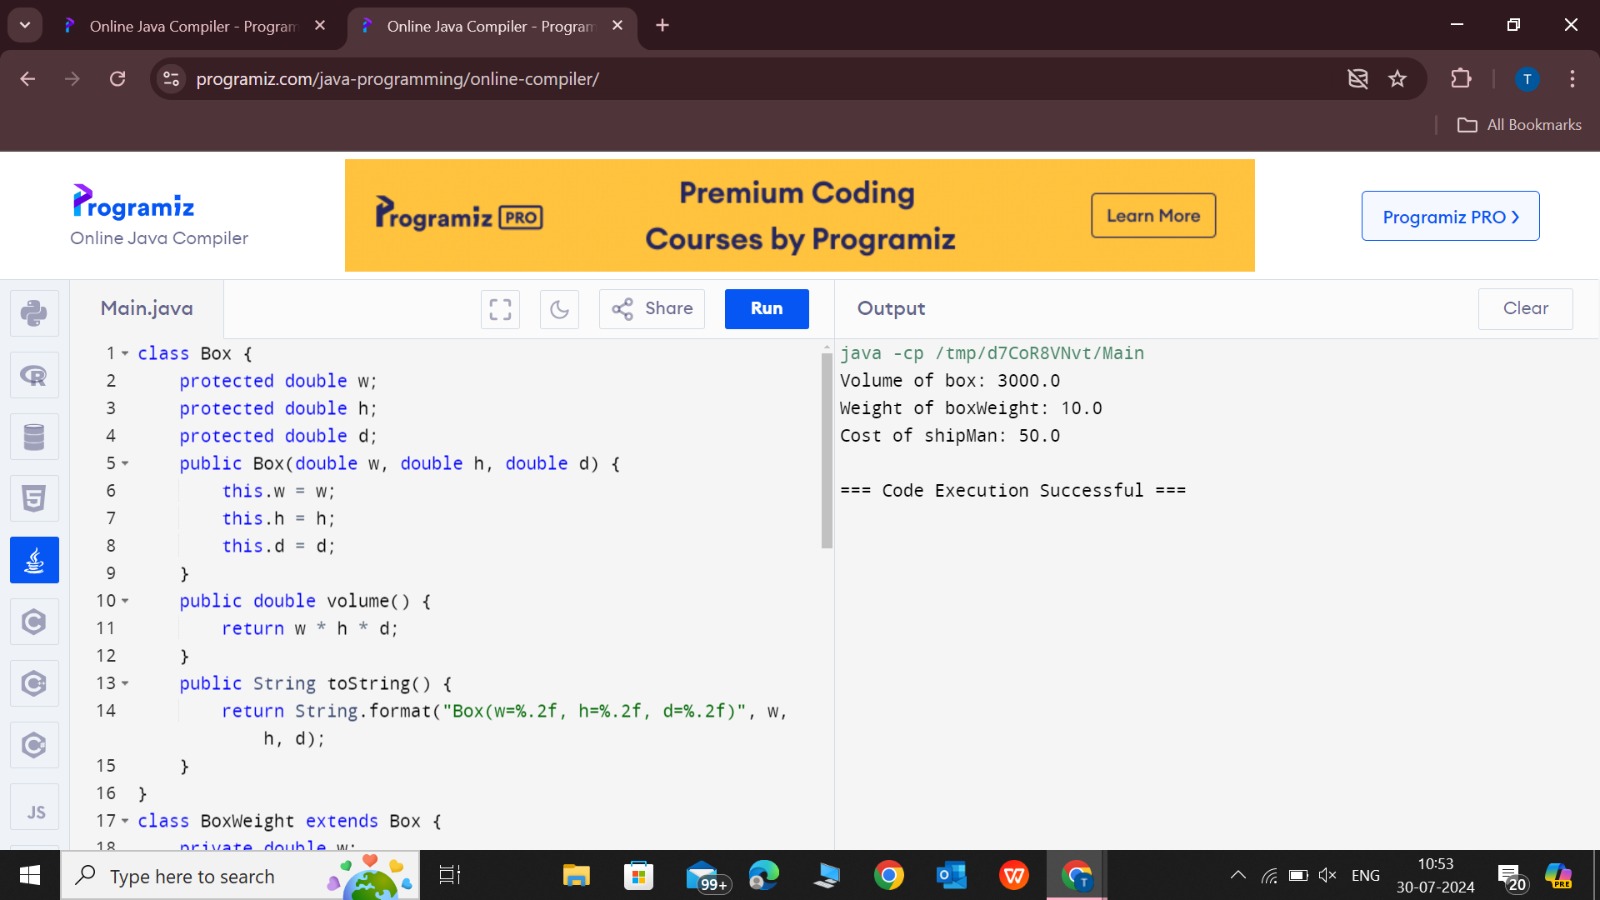 Online Java Compiler - Program
Online Java Compiler - Program
programiz.com/java-programming/online-compiler/
T
All Bookmarks
Programiz
Online Java Compiler
Programiz PRO
Premium Coding
Courses by Programiz
Learn More
Programiz PRO
Main.java
Share
Run
Output
Clear
1 class Box {
2 protected double w;
3 protected double h;
4 protected double d;
5 public Box(double w, double h, double d) {
6 this.w = w;
7 this.h = h;
8 this.d = d;
9 }
10 public double volume() {
11 return w * h * d;
12 }
13 public String toString() {
14 return String.format("Box(w=%.2f, h=%.2f, d=%.2f)", w,
h, d);
15 }
16 }
17 class BoxWeight extends Box {
18 private double w;
JS
java -cp /tmp/d7CoR8VNvt/Main
Volume of box: 3000.0
Weight of boxWeight: 10.0
Cost of shipMan: 50.0
=== Code Execution Successful ===
Type here to search
99+
T
ENG
10:53
30-07-2024
20
PRE